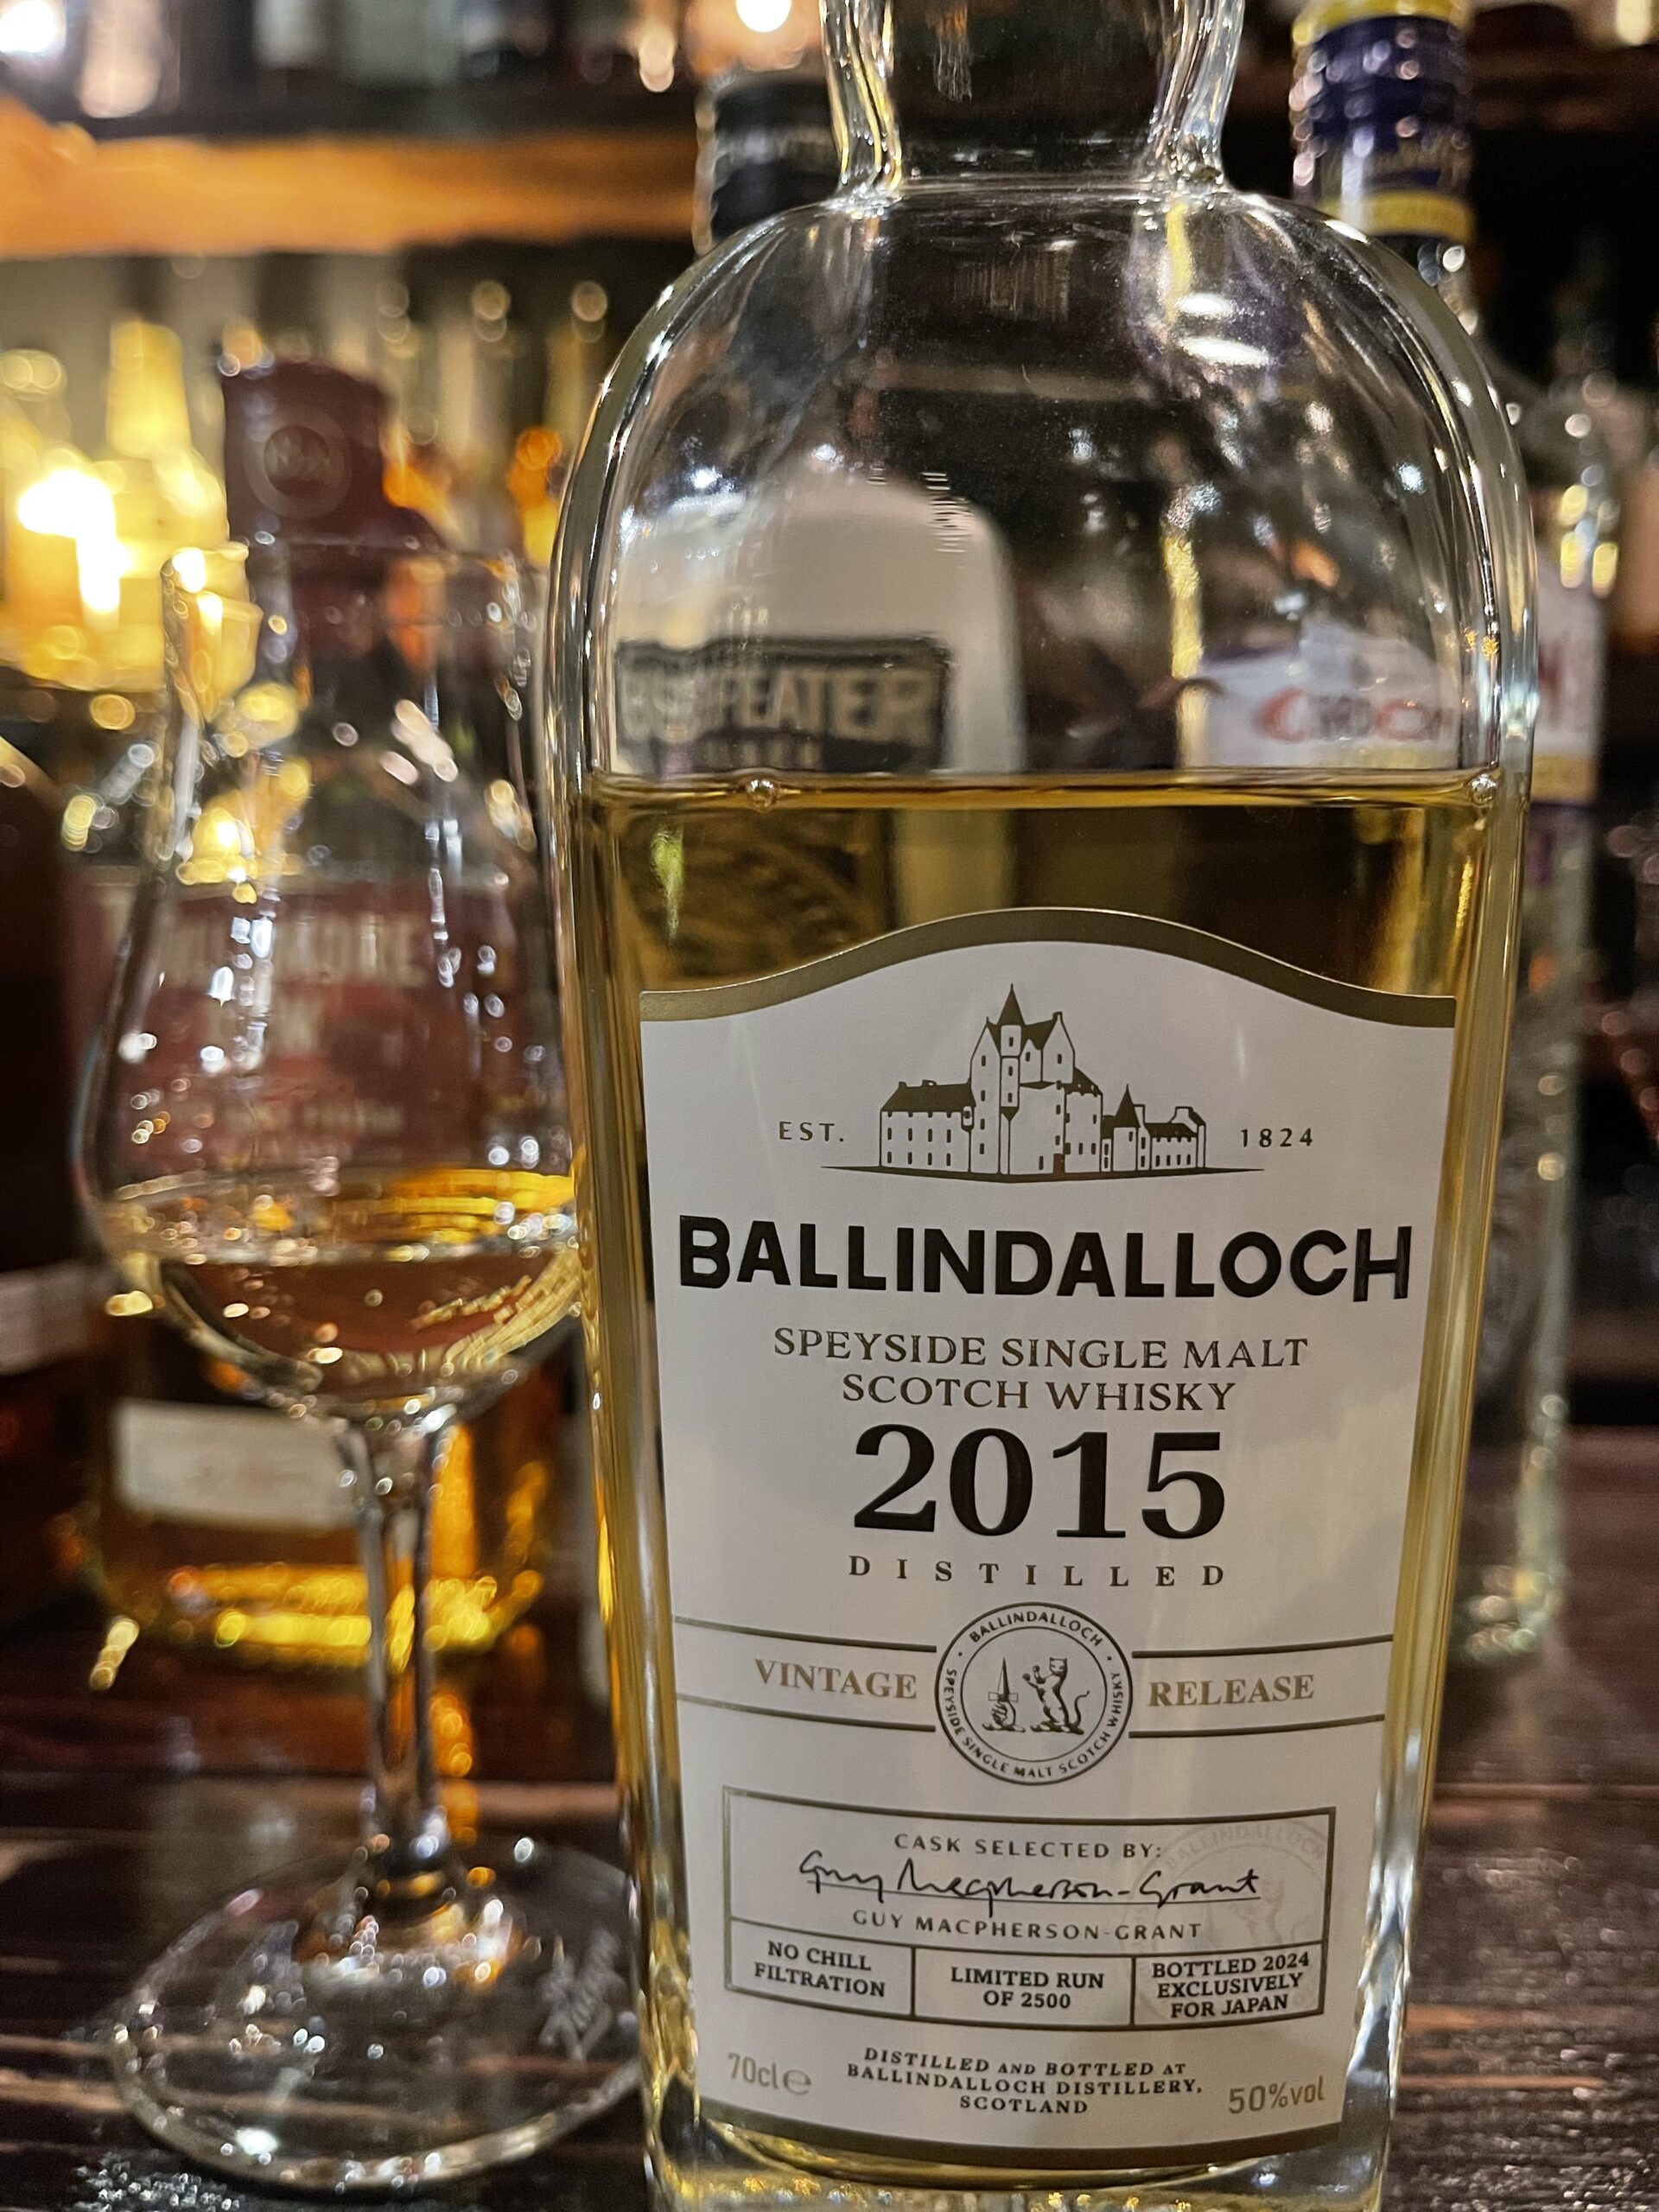 BEEFEATER
EST. 1824
BALLINDALLOCH
SPEYSIDE SINGLE MALT
SCOTCH WHISKY
2015
DISTILLED
VINTAGE
BALLINDALLOCH
SPEYSIDE SINGLE MALT SCOTCH WHISKY
RELEASE
CASK SELECTED BY:
Guy Macpherson-Grant
GUY MACPHERSON-GRANT
NO CHILL
FILTRATION
LIMITED RUN
OF 2500
BOTTLED 2024
EXCLUSIVELY
FOR JAPAN
70cl e
DISTILLED AND BOTTLED AT
BALLINDALLOCH DISTILLERY,
SCOTLAND
50%vol